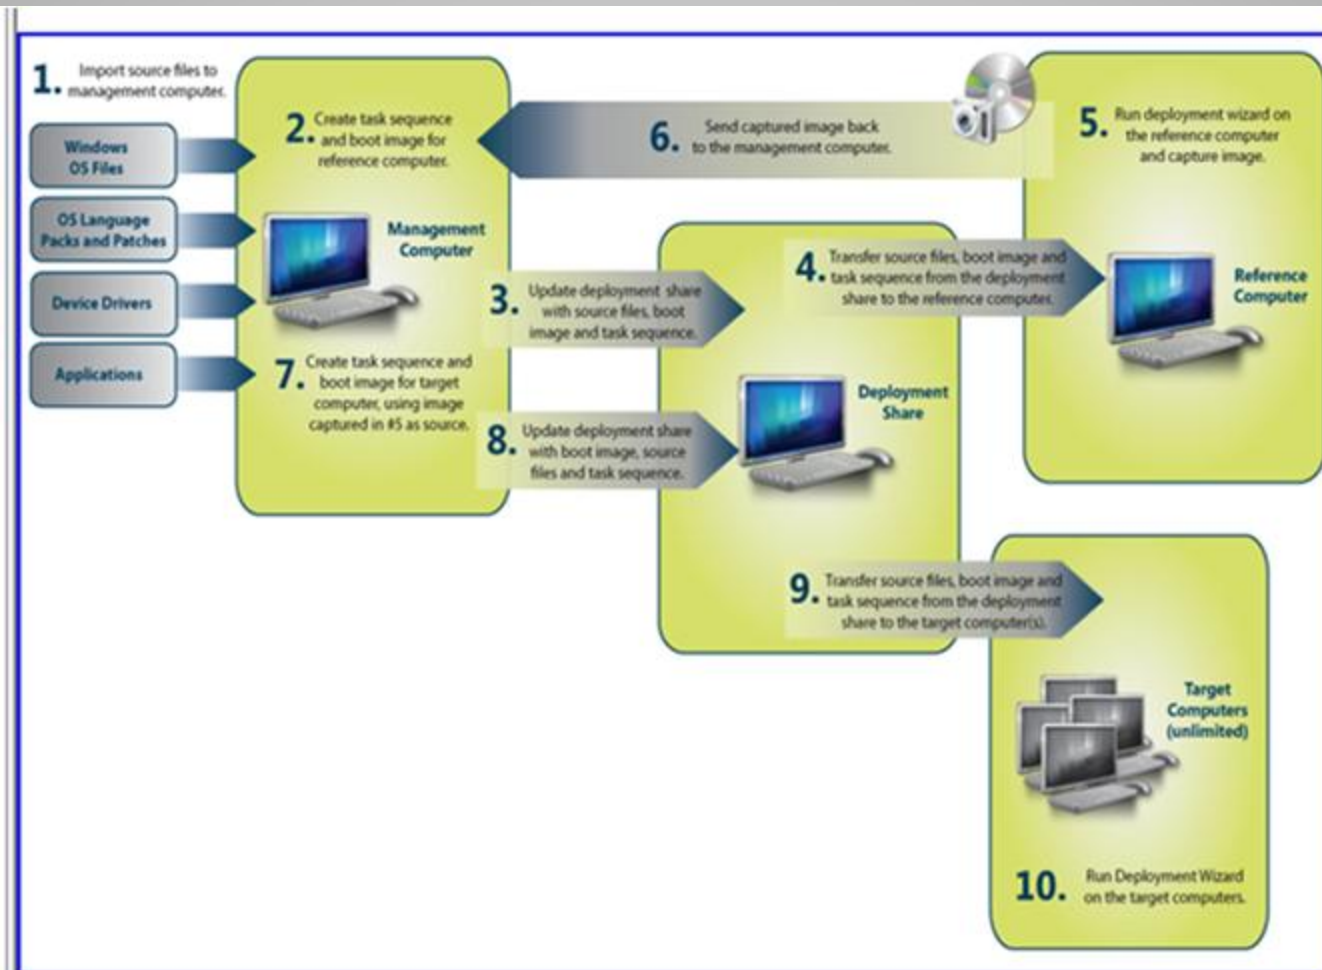 1. Import source files to
management computer.
Windows
OS Files
OS Language
Packs and Patches
Device Drivers
Applications
2. Create task sequence
and boot image for
reference computer.
Management
Computer
7. Create task sequence and
boot image for target
computer, using image
captured in #5 as source.
6. Send captured image back
to the management computer.
3. Update deployment share
with source files, boot
image and task sequence.
8. Update deployment share
with boot image, source
files and task sequence.
Deployment
Share
4. Transfer source files, boot image and
task sequence from the deployment
share to the reference computer.
5. Run deployment wizard on
the reference computer
and capture image.
Reference
Computer
9. Transfer source files, boot image and
task sequence from the deployment
share to the target computer(s).
Target
Computers
(unlimited)
10. Run Deployment Wizard
on the target computers.